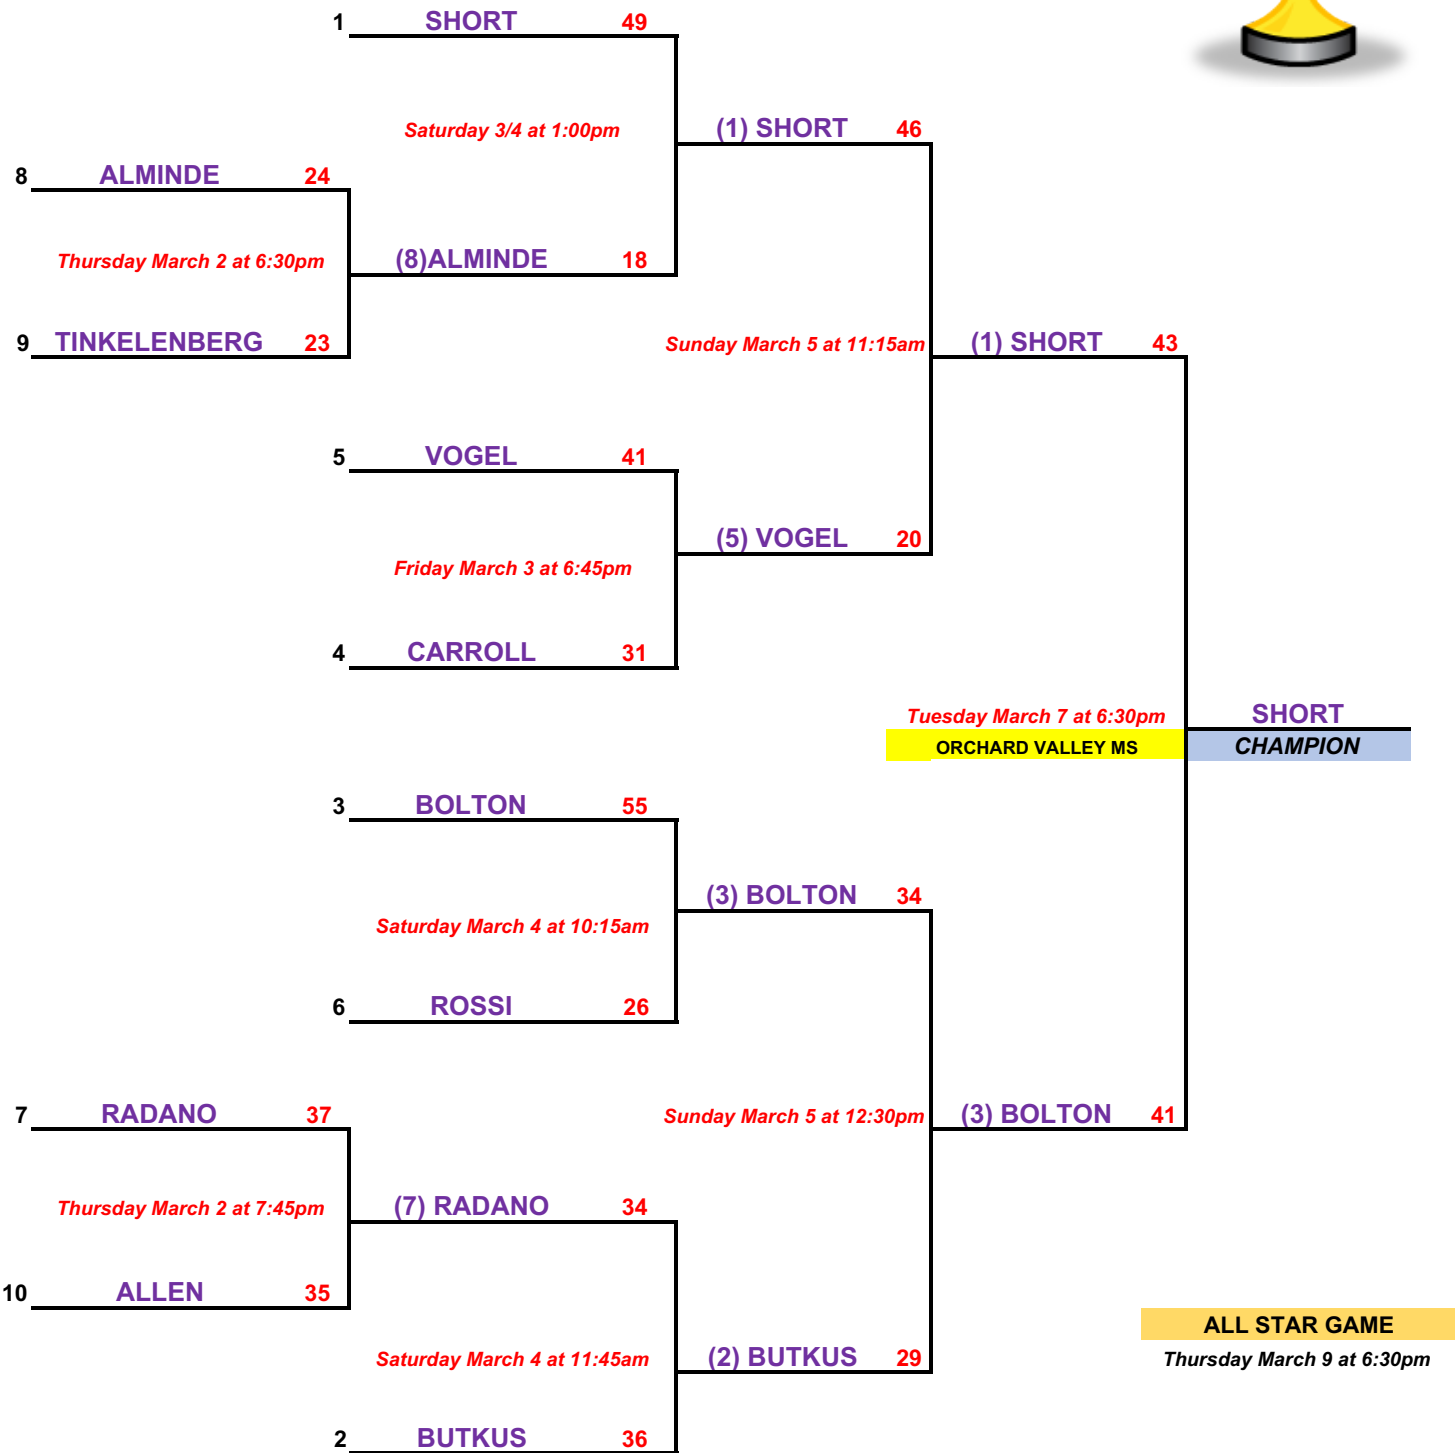 1 SHORT 49
Saturday 3/4 at 1:00pm
(1) SHORT 46
8 ALMINDE 24
Thursday March 2 at 6:30pm
(8)ALMINDE 18
9 TINKELENBERG 23
Sunday March 5 at 11:15am
(1) SHORT 43
5 VOGEL 41
(5) VOGEL 20
Friday March 3 at 6:45pm
4 CARROLL 31
Tuesday March 7 at 6:30pm
SHORT
ORCHARD VALLEY MS
CHAMPION
3 BOLTON 55
(3) BOLTON 34
Saturday March 4 at 10:15am
6 ROSSI 26
7 RADANO 37
Sunday March 5 at 12:30pm
(3) BOLTON 41
Thursday March 2 at 7:45pm
(7) RADANO 34
10 ALLEN 35
ALL STAR GAME
Saturday March 4 at 11:45am
(2) BUTKUS 29
Thursday March 9 at 6:30pm
2 BUTKUS 36